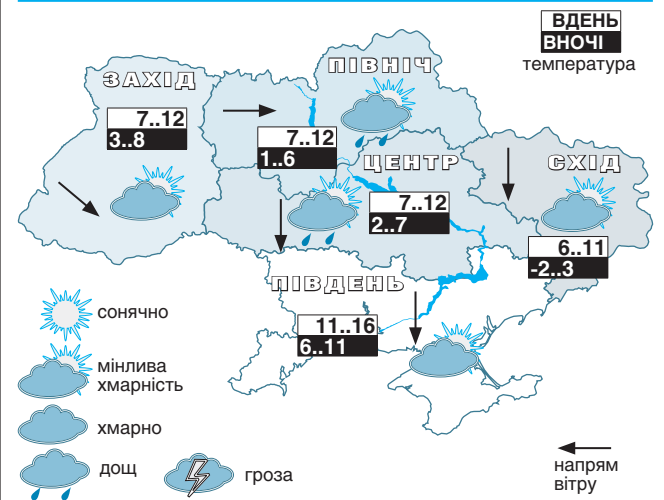 ВДЕНЬ
ВНОЧІ
температура
ПІВНІЧ
ЗАХІД
7..12
3..8
7..12
1..6
ЦЕНТР
СХІД
7..12
2..7
6..11
-2..3
ПІВДЕНЬ
11..16
6..11
сонячно
мінлива
хмарність
хмарно
дощ
гроза
напрям
вітру